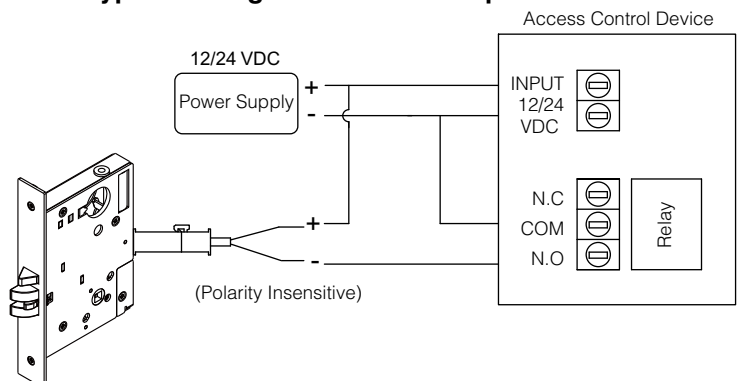 Access Control Device
12/24 VDC
Power Supply
+
-
INPUT
12/24
VDC
N.C
COM
N.O
Relay
+
-
(Polarity Insensitive)